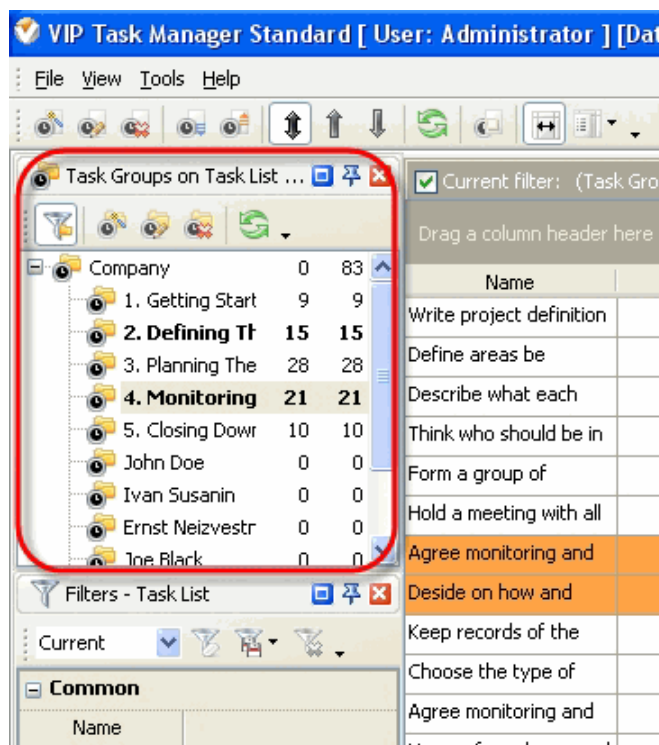 VIP Task Manager Standard [ User: Administrator ] [Dat
File View Tools Help
Task Groups on Task List ...
Company 0 83
1. Getting Start 9 9
2. Defining Th 15 15
3. Planning The 28 28
4. Monitoring 21 21
5. Closing Down 10 10
John Doe 0 0
Ivan Susanin 0 0
Ernst Neizvestr 0 0
Joe Black 0 0
Filters - Task List
Current
Common
Name
Current filter: (Task Gro
Drag a column header here
Name
Write project definition
Define areas be
Describe what each
Think who should be in
Form a group of
Hold a meeting with all
Agree monitoring and
Deside on how and
Keep records of the
Choose the type of
Agree monitoring and